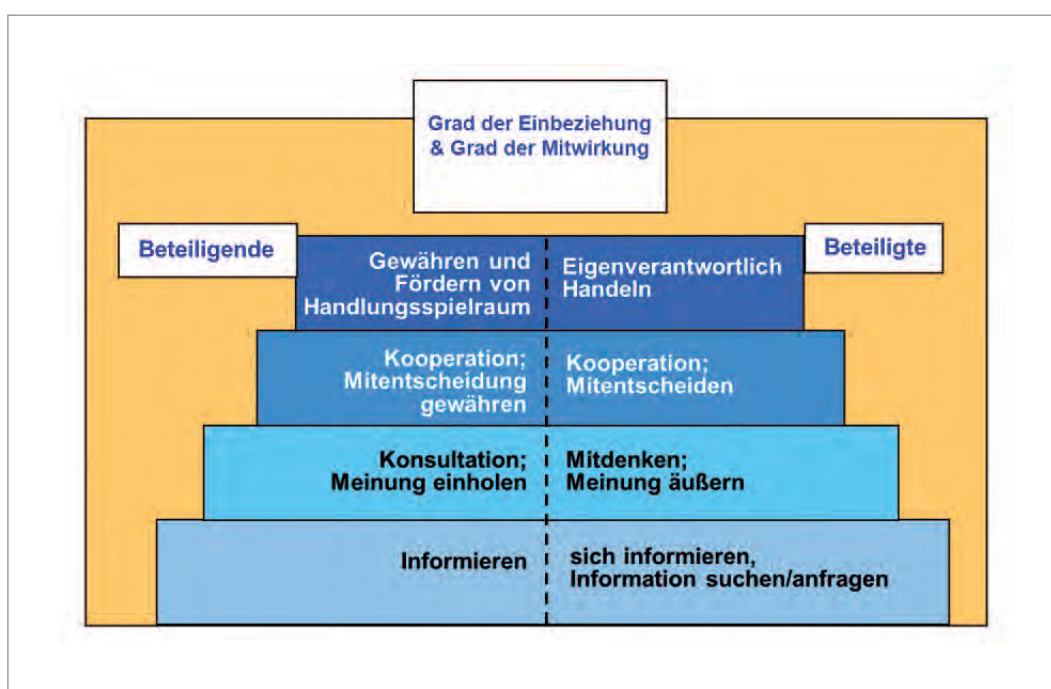 Grad der Einbeziehung
& Grad der Mitwirkung
Beteiligende
Beteiligte
Gewähren und
Fördern von
Handlungsspielraum
Eigenverantwortlich
Handeln
Kooperation;
Mitentscheidung
gewähren
Kooperation;
Mitentscheiden
Konsultation;
Meinung einholen
Mitdenken;
Meinung äußern
Informieren
sich informieren,
Information suchen/anfragen